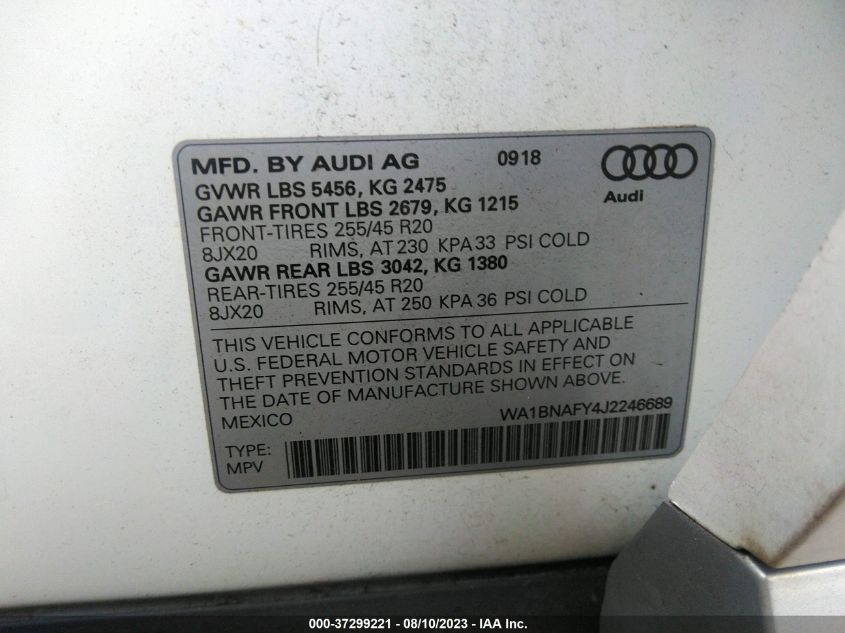 MFD. BY AUDI AG 0918
GVWR LBS 5456, KG 2475
GAWR FRONT LBS 2679, KG 1215
Audi
FRONT-TIRES 255/45 R20
8JX20 RIMS, AT 230 KPA 33 PSI COLD
GAWR REAR LBS 3042, KG 1380
REAR-TIRES 255/45 R20
8JX20 RIMS, AT 250 KPA 36 PSI COLD
THIS VEHICLE CONFORMS TO ALL APPLICABLE
U.S. FEDERAL MOTOR VEHICLE SAFETY AND
THEFT PREVENTION STANDARDS IN EFFECT ON
THE DATE OF MANUFACTURE SHOWN ABOVE.
MEXICO WA1BNAFY4J2246689
TYPE:
MPV
000-37299221 - 08/10/2023 - IAA Inc.